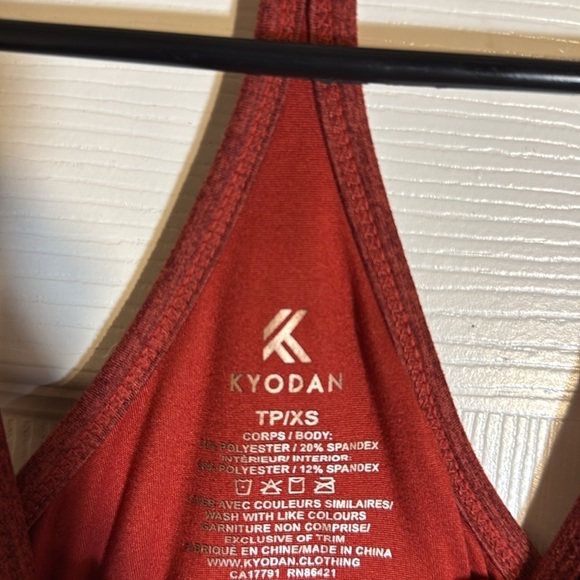 KYODAN
TP/XS
CORPS / BODY:
POLYESTER / 20% SPANDEX
INTÉRIEUR / INTERIOR:
POLYESTER / 12% SPANDEX
AVEC COULEURS SIMILAIRES/
WASH WITH LIKE COLOURS
GARNITURE NON COMPRISE/
EXCLUSIVE OF TRIM
FABRIQUÉ EN CHINE/MADE IN CHINA
WWW.KYODAN.CLOTHING
CA17791 RN86421